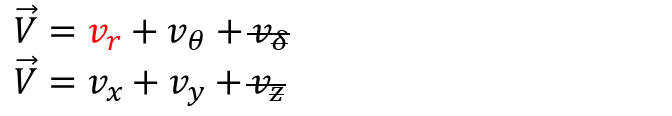 V⃗ = v_r + v_θ + v_δ
V⃗ = v_x + v_y + v_z